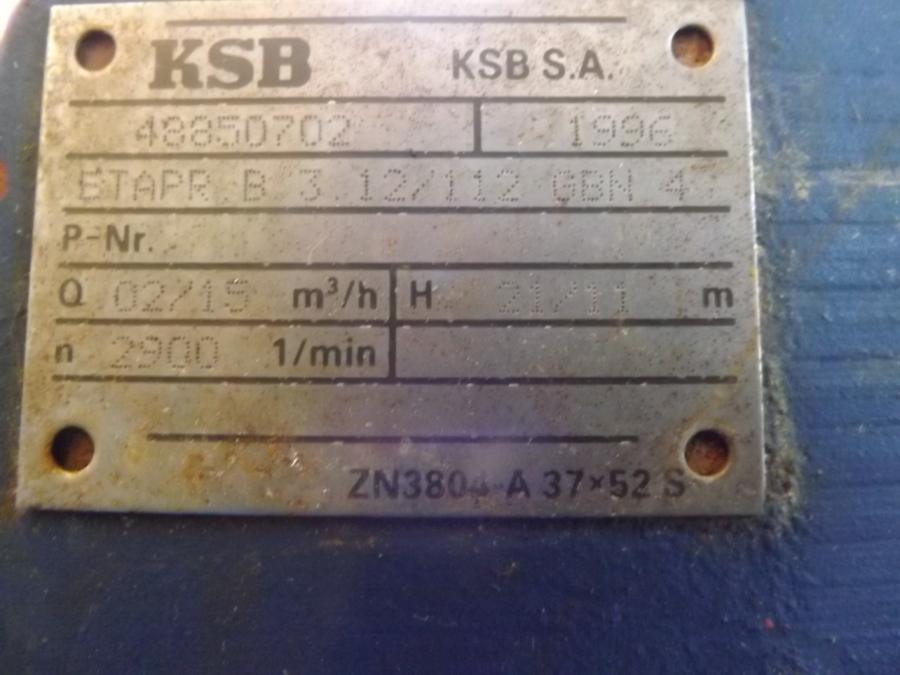 KSB KSB S.A.
48850702 1996
ETAPR B 3.12/112 GBN 4
P-Nr.
Q 02/15 m³/h H 21/11 m
n 2900 1/min
ZN3804-A 37×52 S